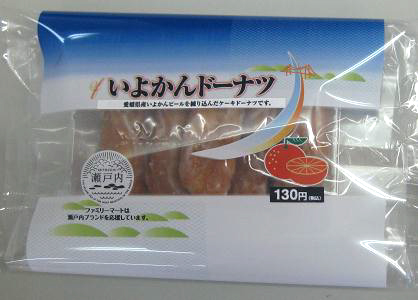 いよかんドーナツ
愛媛県産いよかんピールを練り込んだケーキドーナツです。
130円(税込)
瀬戸内
ファミリーマートは
瀬戸内ブランドを応援しています。